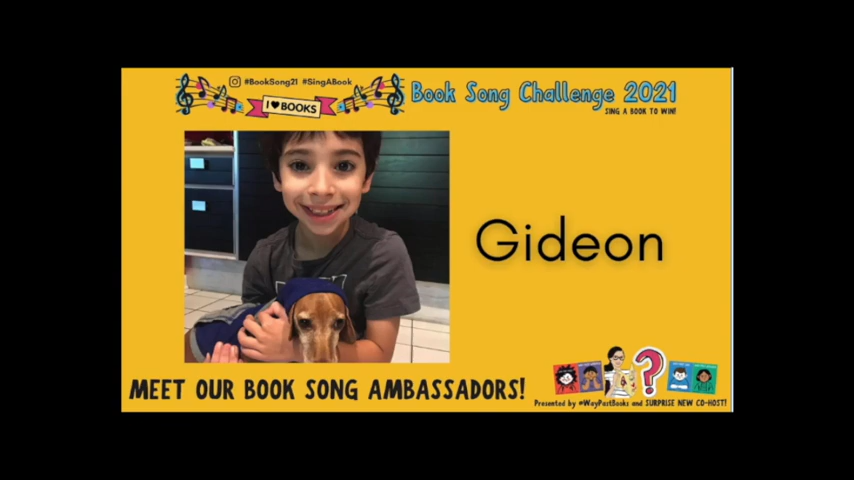 #BookSong21 #SingABook
I ♥ BOOKS
Book Song Challenge 2021
SING A BOOK TO WIN!
Gideon
MEET OUR BOOK SONG AMBASSADORS!
?
Presented by #WayPastBooks and SURPRISE NEW CO-HOST!